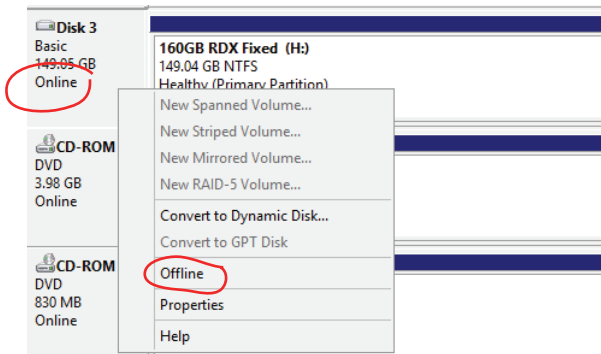 Disk 3
Basic
149.05 GB
Online
160GB RDX Fixed (H:)
149.04 GB NTFS
Healthy (Primary Partition)
New Spanned Volume...
New Striped Volume...
New Mirrored Volume...
New RAID-5 Volume...
Convert to Dynamic Disk...
Convert to GPT Disk
Offline
Properties
Help
CD-ROM
DVD
3.98 GB
Online
CD-ROM
DVD
830 MB
Online